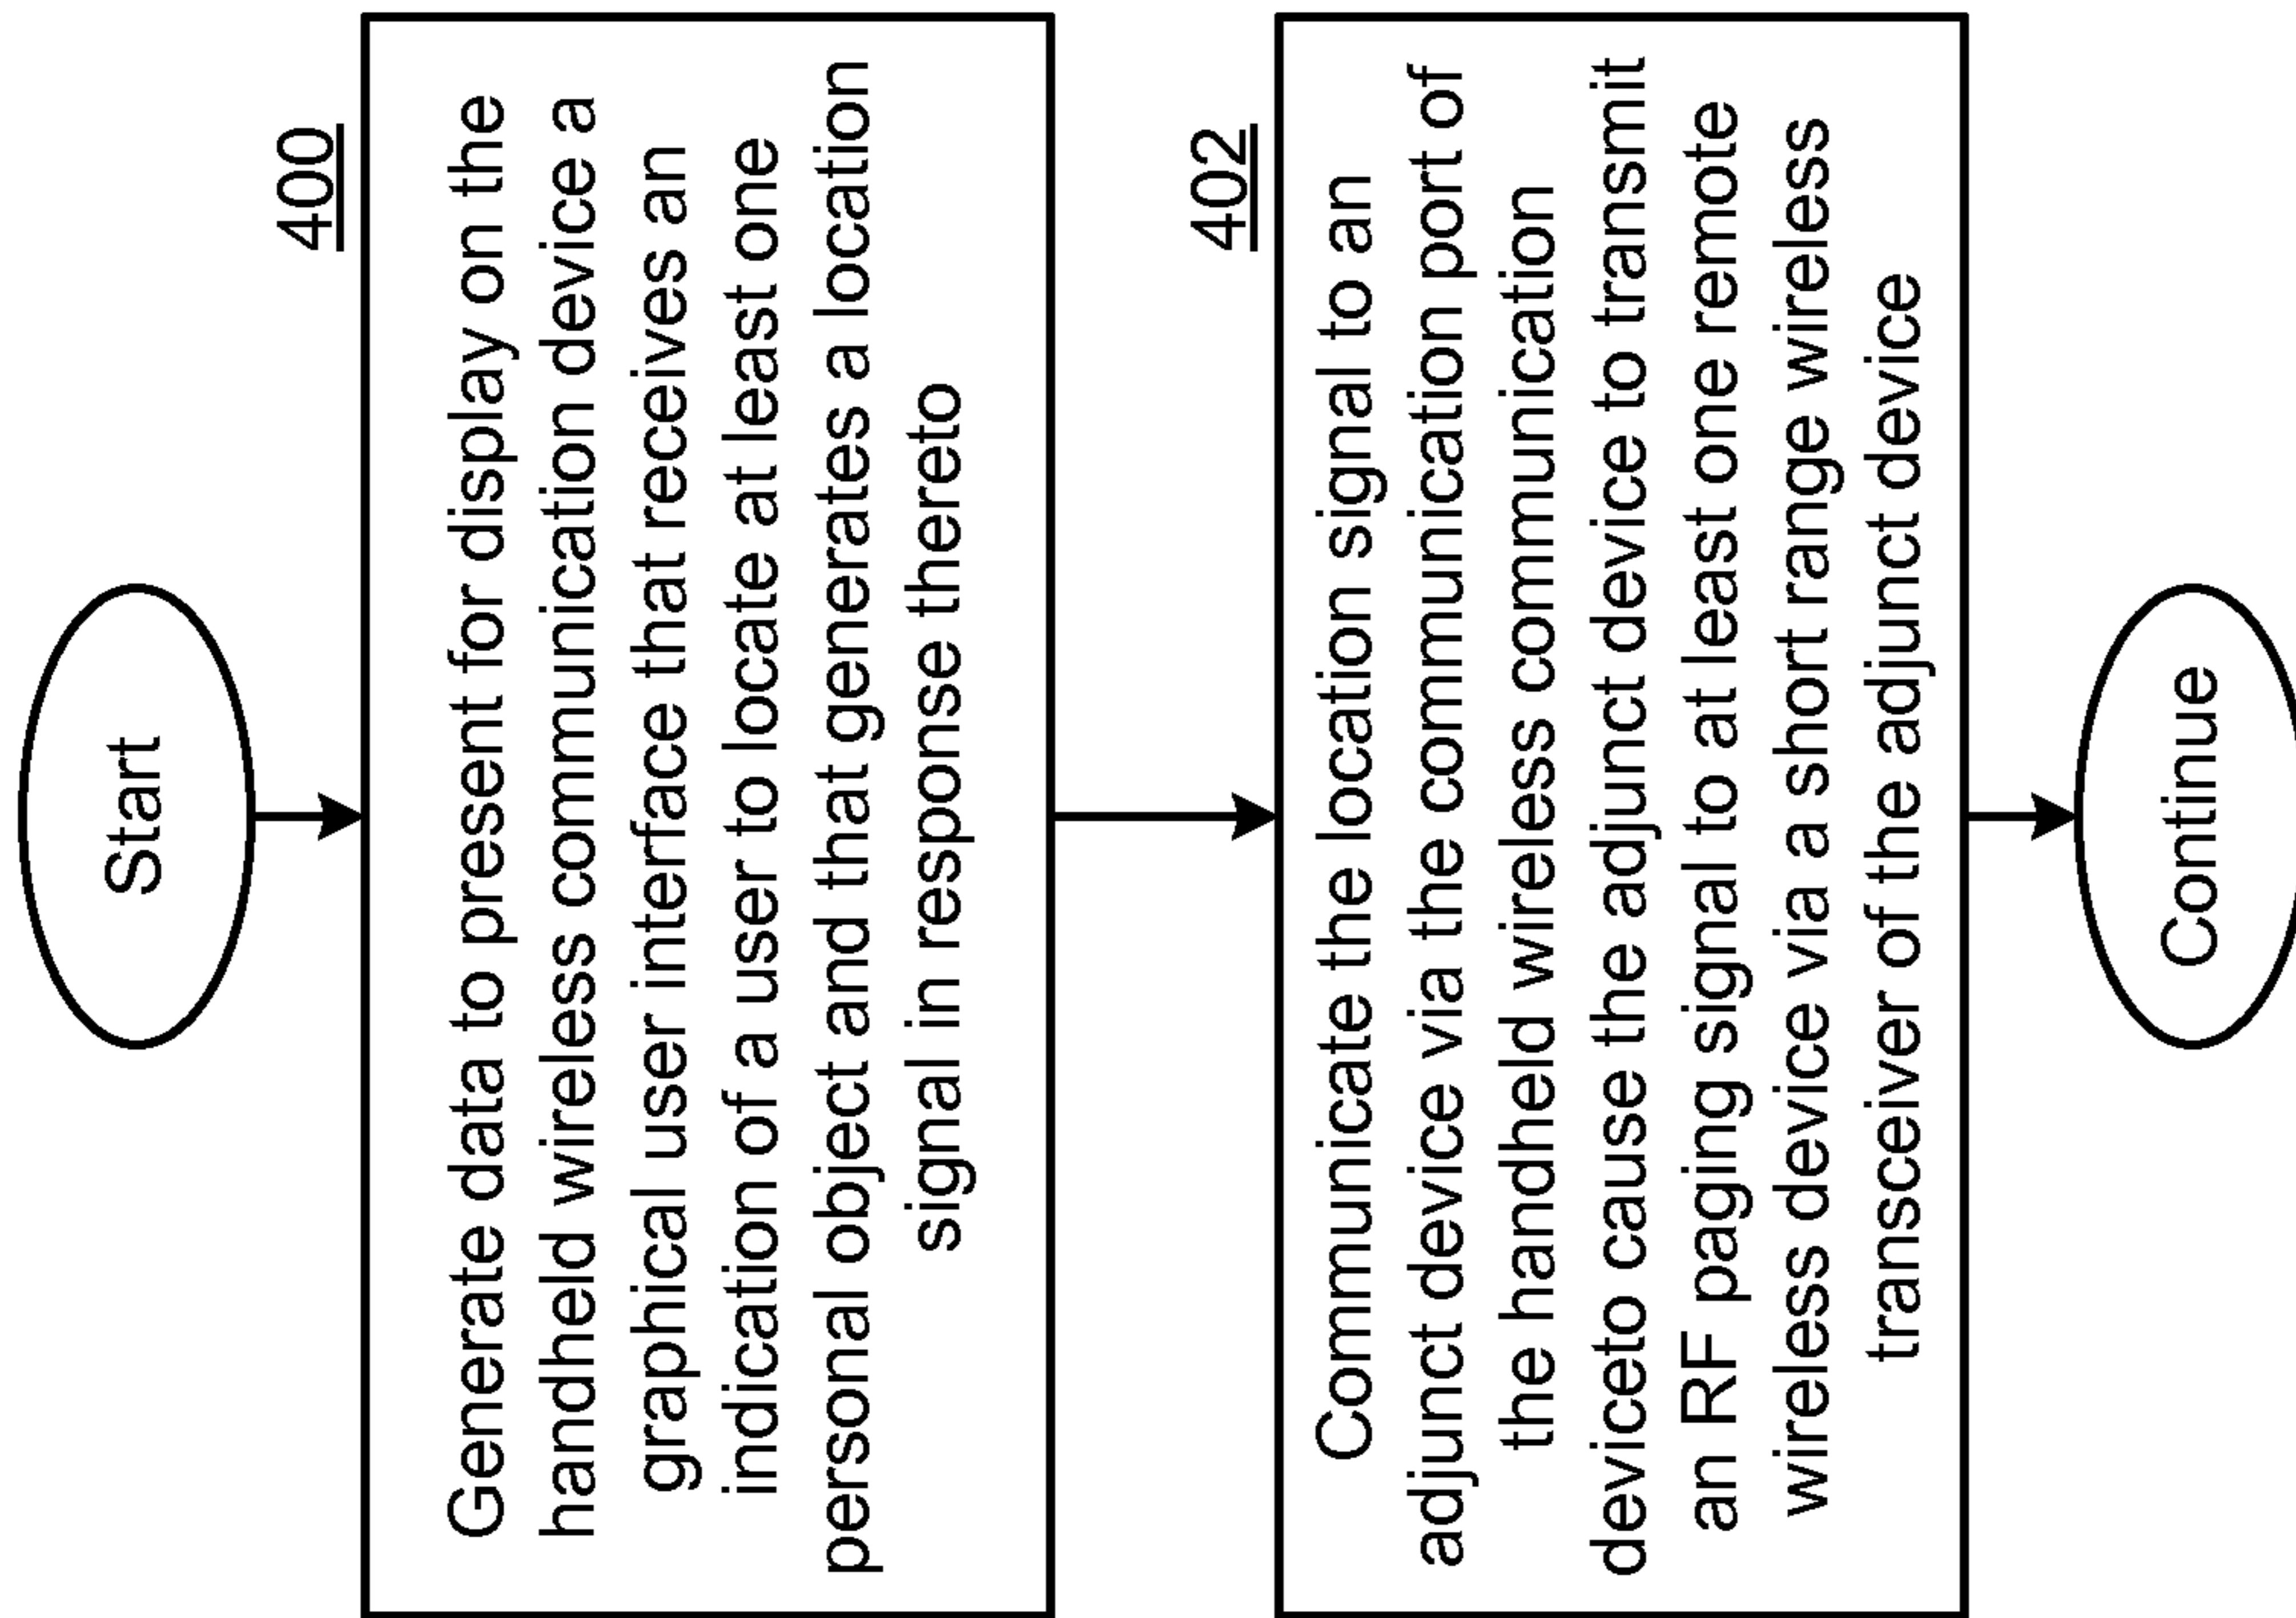 Start
400
Generate data to present for display on the
handheld wireless communication device a
graphical user interface that receives an
indication of a user to locate at least one
personal object and that generates a location
signal in response thereto
402
Communicate the location signal to an
adjunct device via the communication port of
the handheld wireless communication
deviceto cause the adjunct device to transmit
an RF paging signal to at least one remote
wireless device via a short range wireless
transceiver of the adjunct device
Continue